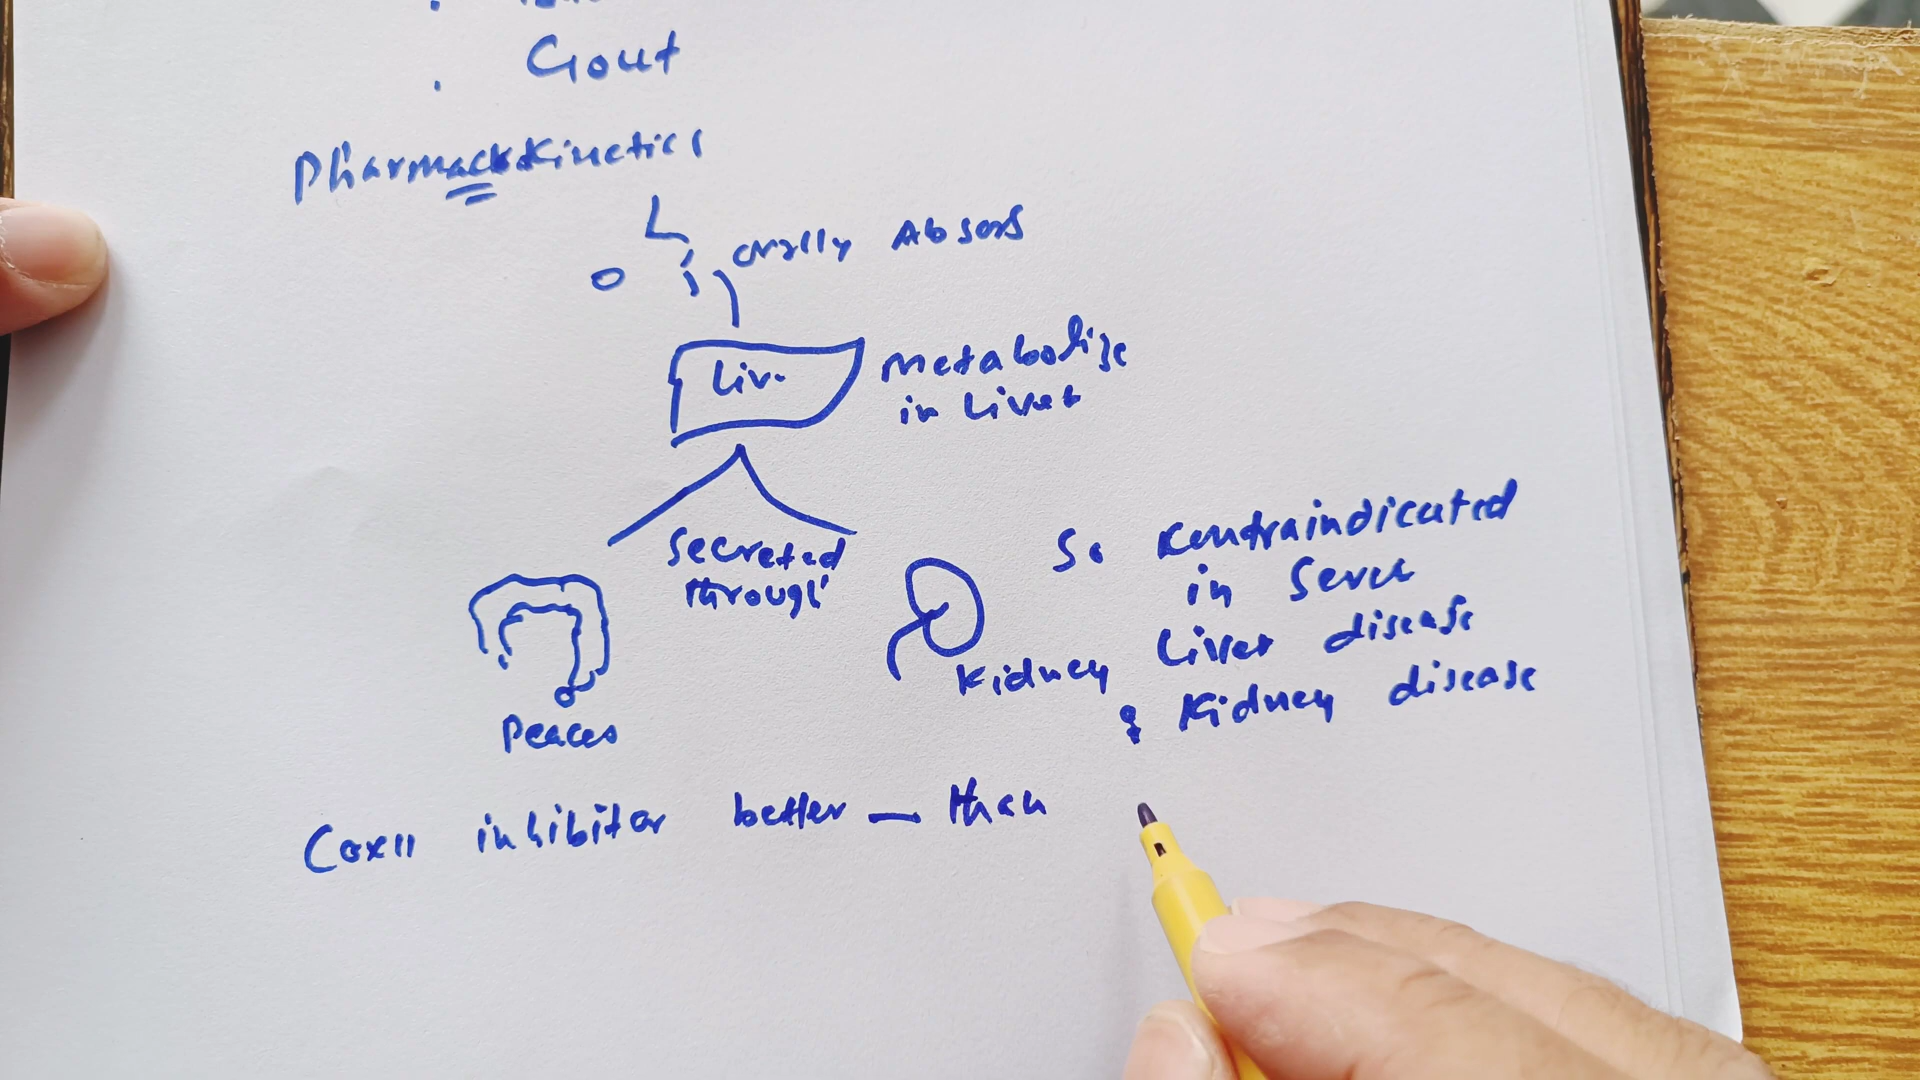 Gout
Pharmacokinetics
orally Absorb
Liv.
Metabolize
in Liver
Secreted
through
Peaces
Kidney
So Kontraindicated
in Sever
Liver disease
& Kidney disease
Cox II inhibitor better — than